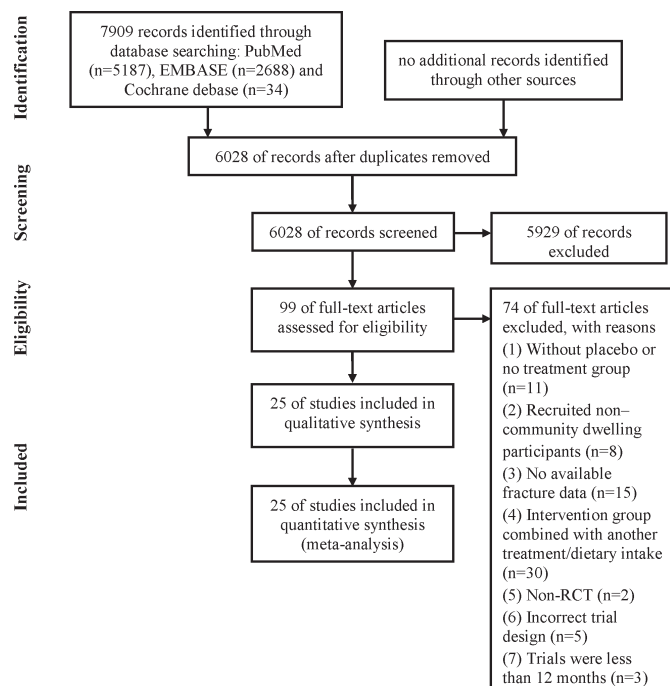 Identification
7909 records identified through
database searching: PubMed
(n=5187), EMBASE (n=2688) and
Cochrane debase (n=34)
no additional records identified
through other sources
6028 of records after duplicates removed
Screening
6028 of records screened
5929 of records
excluded
Eligibility
99 of full-text articles
assessed for eligibility
74 of full-text articles
excluded, with reasons
(1) Without placebo or
no treatment group
(n=11)
(2) Recruited non–
community dwelling
participants (n=8)
(3) No available
fracture data (n=15)
(4) Intervention group
combined with another
treatment/dietary intake
(n=30)
(5) Non-RCT (n=2)
(6) Incorrect trial
design (n=5)
(7) Trials were less
than 12 months (n=3)
Included
25 of studies included in
qualitative synthesis
25 of studies included in
quantitative synthesis
(meta-analysis)